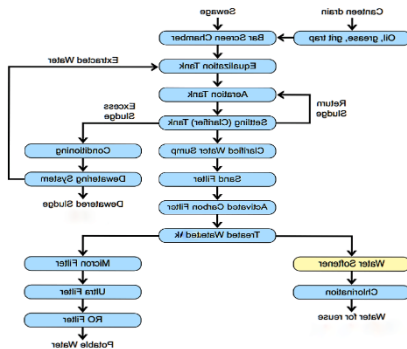 Sewage
Canteen drain
Bar Screen Chamber
Oil, grease, grit trap
Extracted Water
Equalization Tank
Aeration Tank
Excess
Sludge
Return
Sludge
Settling (Clarifier) Tank
Conditioning
Clarified Water Sump
Dewatering System
Sand Filter
Dewatered Sludge
Activated Carbon Filter
Treated Watated
Micron Filter
Water Softener
Ultra Filter
Chlorination
RO Filter
Water for reuse
Potable Water